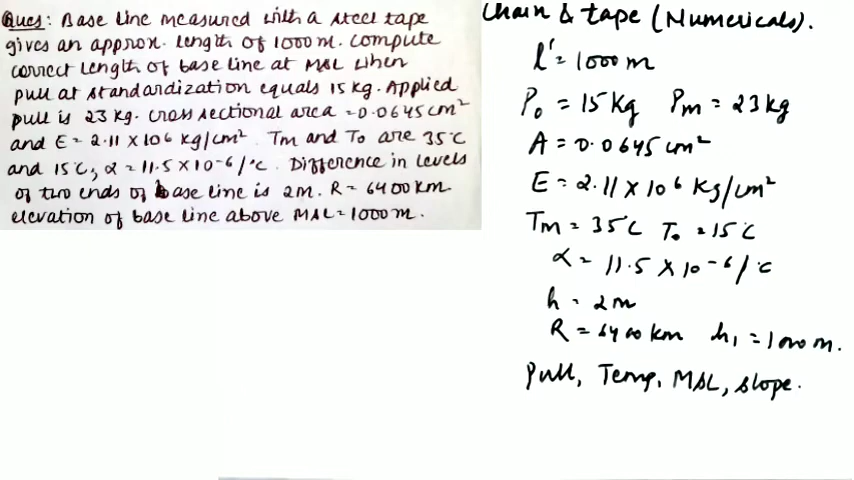 Ques: Base Line measured with a steel tape
gives an approx. length of 1000 m. Compute
correct length of base line at MSL when
pull at standardization equals 15 kg. Applied
pull is 23 kg. cross sectional area = 0.0645 cm²
and E = 2.11 × 10⁶ kg/cm². Tm and To are 35°C
and 15°C, α = 11.5 × 10⁻⁶/°C. Difference in levels
of two ends of base line is 2m. R = 6400 km
elevation of base line above MSL = 1000 m.
Chain & tape (Numericals).
l' = 1000 m
P₀ = 15 kg Pm = 23 kg
A = 0.0645 cm²
E = 2.11 × 10⁶ kg/cm²
Tm = 35°C T₀ = 15°C
α = 11.5 × 10⁻⁶/°C
h = 2m
R = 6400 km h₁ = 1000 m.
Pull, Temp, MSL, slope.